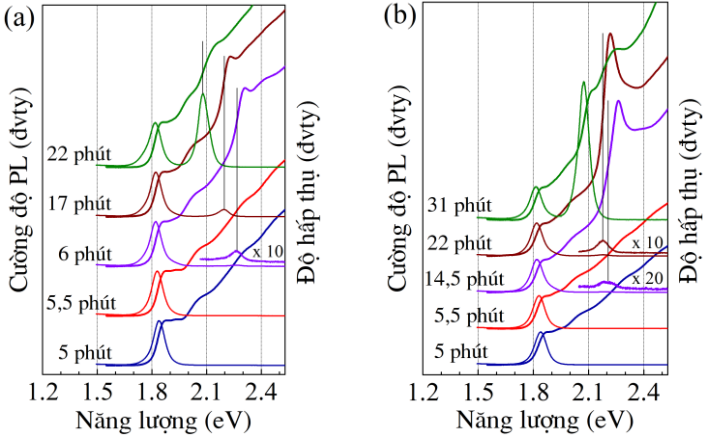 (a)
Cường độ PL (đvty)
22 phút
17 phút
6 phút
x 10
5,5 phút
5 phút
Độ hấp thụ (đvty)
1.2 1.5 1.8 2.1 2.4
Năng lượng (eV)
(b)
Cường độ PL (đvty)
31 phút
22 phút
x 10
14,5 phút
x 20
5,5 phút
5 phút
Độ hấp thụ (đvty)
1.2 1.5 1.8 2.1 2.4
Năng lượng (eV)